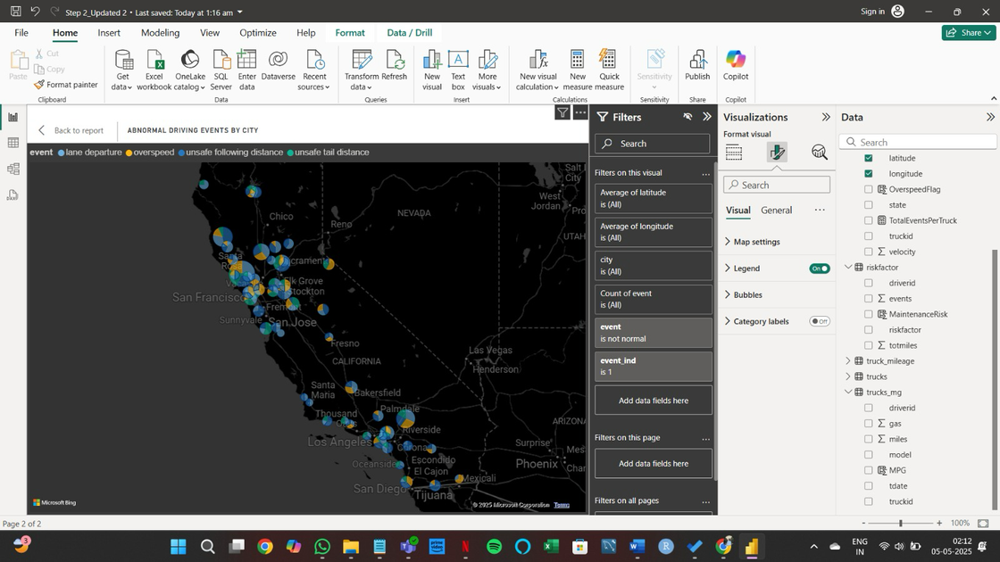 Step 2_Updated 2 • Last saved: Today at 1:16 am
Sign in
File Home Insert Modeling View Optimize Help Format Data / Drill
Share
Paste
Cut
Copy
Format painter
Get data
Excel workbook
OneLake catalog
SQL Server
Enter data
Dataverse
Recent sources
Transform data
Refresh
New visual
Text box
More visuals
New visual calculation
New measure
Quick measure
Sensitivity
Publish
Copilot
Clipboard Data Queries Insert Calculations Sensitivity Share Copilot
Back to report
ABNORMAL DRIVING EVENTS BY CITY
event lane departure overspeed unsafe following distance unsafe tail distance
Salt
West Jordan
Pro
Chico
NEVADA
Reno
UTAH
Santa
Sacramento
Elk Grove
Stockton
San Francisco
Fremont
Sunnyvale
San Jose
Fresno
CALIFORNIA
Las Vegas
Henderson
Santa Maria
Bakersfield
Thousand
Palmdale
Los Angeles
Riverside
Corona
ARIZONA
Surprise
Mes
Phoenix
Chan
Oceanside
Escondido
El Cajon
Mexicali
San Diego
Tijuana
Microsoft Bing
© 2025 Microsoft Corporation Terms
Filters
Search
Filters on this visual
Average of latitude
is (All)
Average of longitude
is (All)
city
is (All)
Count of event
is (All)
event
is not normal
event_ind
is 1
Add data fields here
Filters on this page
Add data fields here
Filters on all pages
Visualizations
Format visual
Search
Visual General
Map settings
Legend On
Bubbles
Category labels Off
Data
Search
latitude
longitude
OverspeedFlag
state
TotalEventsPerTruck
truckid
velocity
riskfactor
driverid
events
MaintenanceRisk
riskfactor
totmiles
truck_mileage
trucks
trucks_mg
driverid
gas
miles
model
MPG
tdate
truckid
Page 2 of 2
100%
3
ENG
IN
02:12
05-05-2025